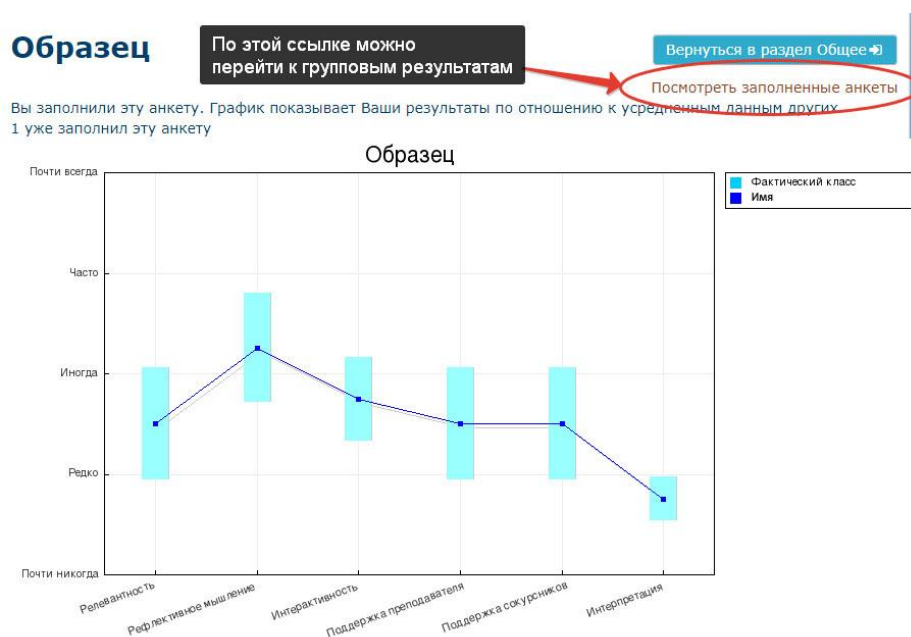 Образец
По этой ссылке можно
перейти к групповым результатам
Вернуться в раздел Общее
Посмотреть заполненные анкеты
Вы заполнили эту анкету. График показывает Ваши результаты по отношению к усредненным данным других.
1 уже заполнил эту анкету
Образец
Почти всегда
Часто
Иногда
Редко
Почти никогда
Фактический класс
Имя
Релевантность
Рефлективное мышление
Интерактивность
Поддержка преподавателя
Поддержка сокурсников
Интерпретация